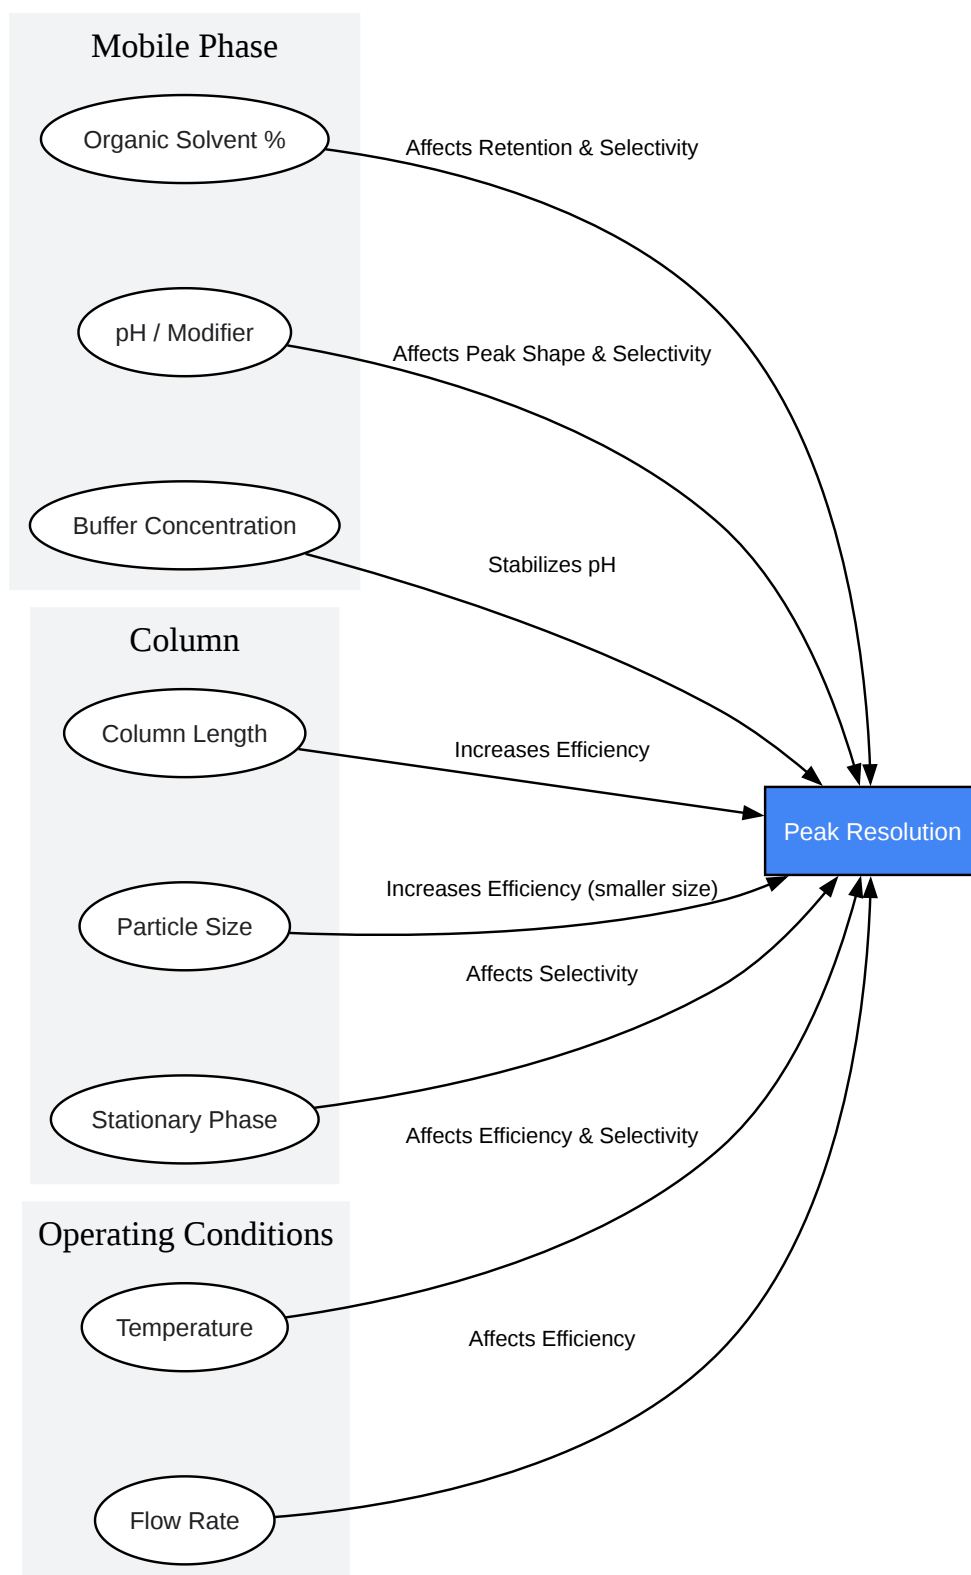 Mobile Phase
Organic Solvent %
Affects Retention & Selectivity
pH / Modifier
Affects Peak Shape & Selectivity
Buffer Concentration
Stabilizes pH
Column
Column Length
Increases Efficiency
Peak Resolution
Particle Size
Increases Efficiency (smaller size)
Affects Selectivity
Stationary Phase
Affects Efficiency & Selectivity
Operating Conditions
Temperature
Affects Efficiency
Flow Rate